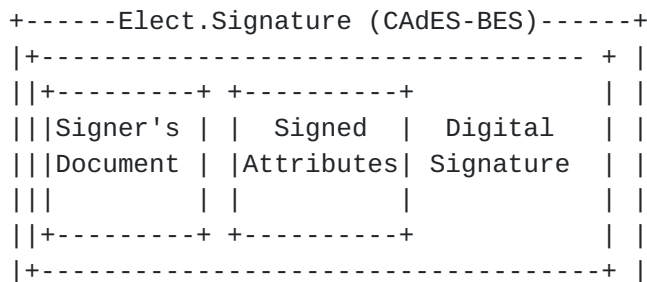 +------Elect.Signature (CAdES-BES)------+
|+----------------------------------- + |
||+---------+ +----------+            | |
|||Signer's | |  Signed  |  Digital   | |
|||Document | |Attributes| Signature  | |
|||         | |          |            | |
||+---------+ +----------+            | |
|+------------------------------------+ |